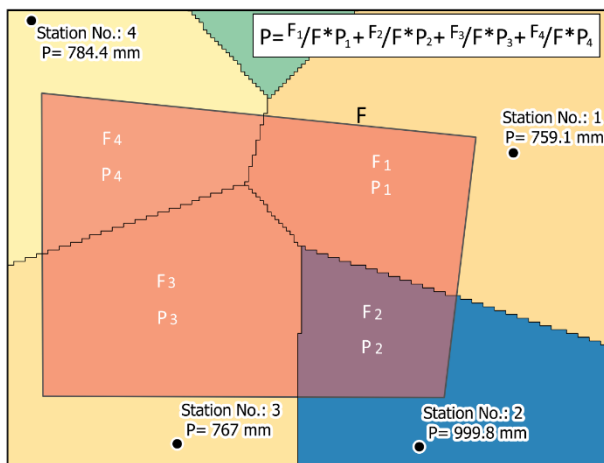 Station No.: 4
P= 784.4 mm
P= F₁/F*P₁+ F₂/F*P₂+ F₃/F*P₃+ F₄/F*P₄
F
Station No.: 1
P= 759.1 mm
F4
P4
F1
P1
F3
P3
F2
P2
Station No.: 3
P= 767 mm
Station No.: 2
P= 999.8 mm